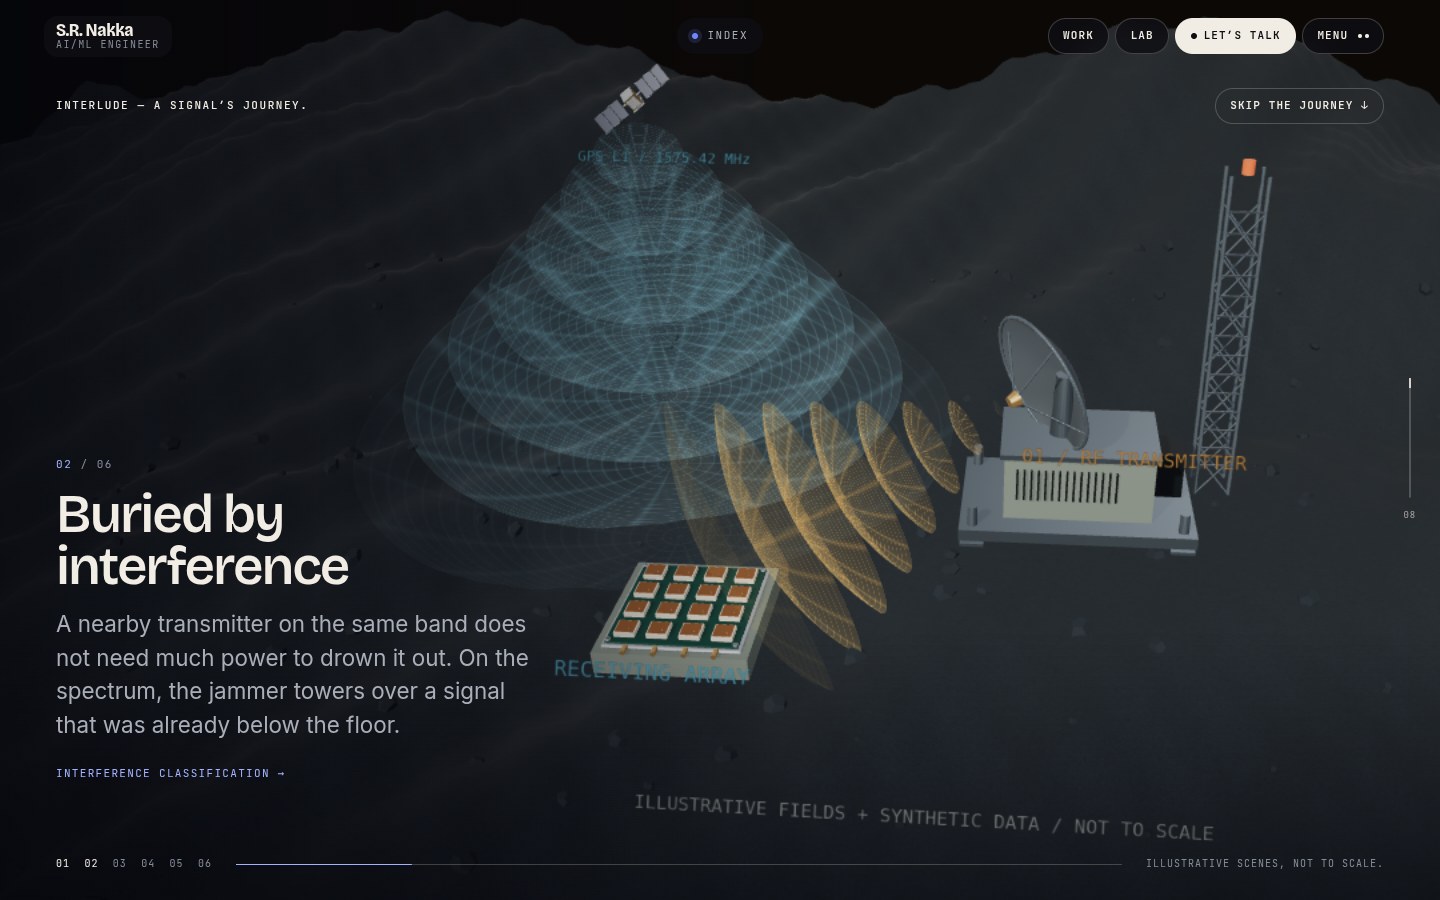 S.R. Nakka
AI/ML ENGINEER
INDEX
WORK
LAB
LET'S TALK
MENU
INTERLUDE — A SIGNAL'S JOURNEY.
SKIP THE JOURNEY ↓
GPS L1 / 1575.42 MHz
01 / RF TRANSMITTER
02 / 06
Buried by
interference
A nearby transmitter on the same band does
not need much power to drown it out. On the
spectrum, the jammer towers over a signal
that was already below the floor.
RECEIVING ARRAY
INTERFERENCE CLASSIFICATION →
08
ILLUSTRATIVE FIELDS + SYNTHETIC DATA / NOT TO SCALE
01 02 03 04 05 06
ILLUSTRATIVE SCENES, NOT TO SCALE.